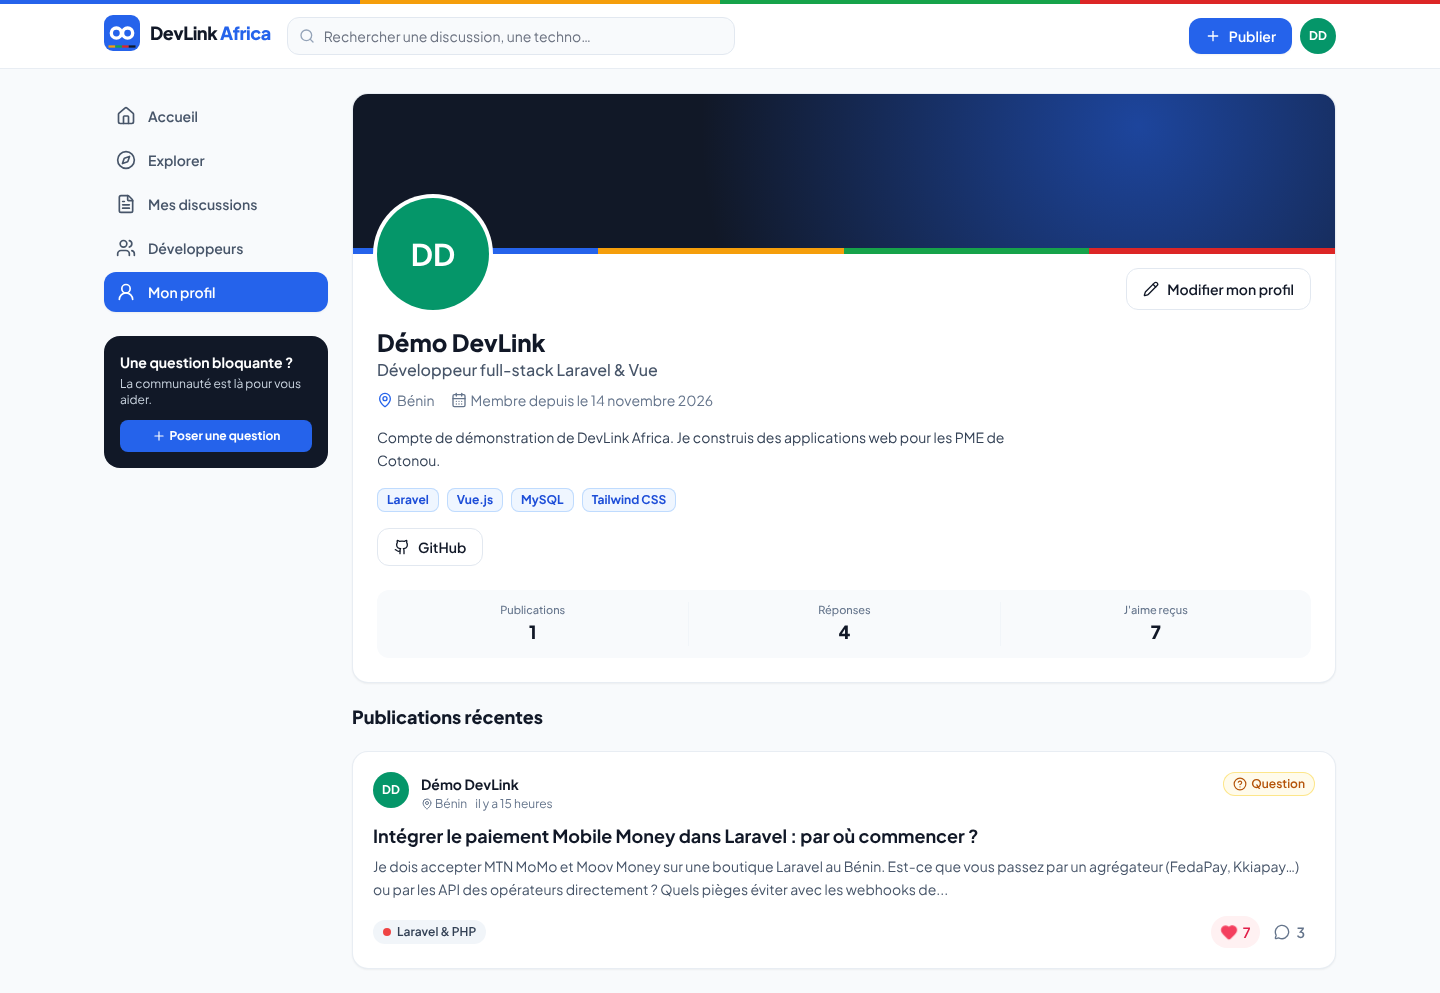 DevLink Africa
Rechercher une discussion, une techno…
Publier
DD
Accueil
Explorer
Mes discussions
Développeurs
Mon profil
Une question bloquante ?
La communauté est là pour vous
aider.
Poser une question
DD
Modifier mon profil
Démo DevLink
Développeur full-stack Laravel & Vue
Bénin Membre depuis le 14 novembre 2026
Compte de démonstration de DevLink Africa. Je construis des applications web pour les PME de
Cotonou.
Laravel Vue.js MySQL Tailwind CSS
GitHub
Publications Réponses J'aime reçus
1 4 7
Publications récentes
DD
Démo DevLink
Bénin il y a 15 heures
Question
Intégrer le paiement Mobile Money dans Laravel : par où commencer ?
Je dois accepter MTN MoMo et Moov Money sur une boutique Laravel au Bénin. Est-ce que vous passez par un agrégateur (FedaPay, Kkiapay…)
ou par les API des opérateurs directement ? Quels pièges éviter avec les webhooks de...
Laravel & PHP
7 3